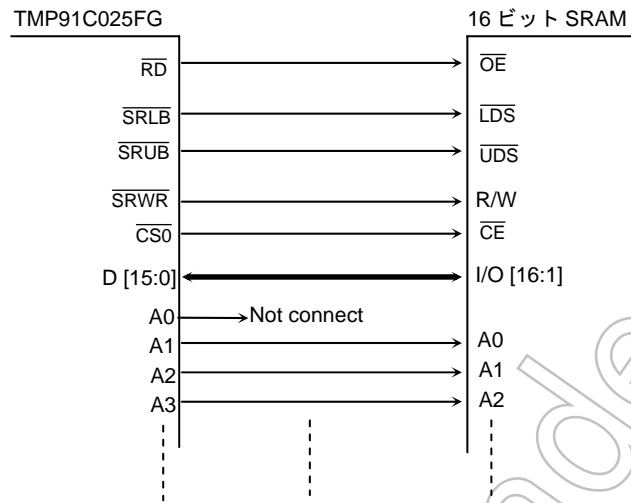 TMP91C025FG 16 ビット SRAM
RD OE
SRLB LDS
SRUB UDS
SRWR R/W
CS0 CE
D [15:0] I/O [16:1]
A0 Not connect
A1 A0
A2 A1
A3 A2